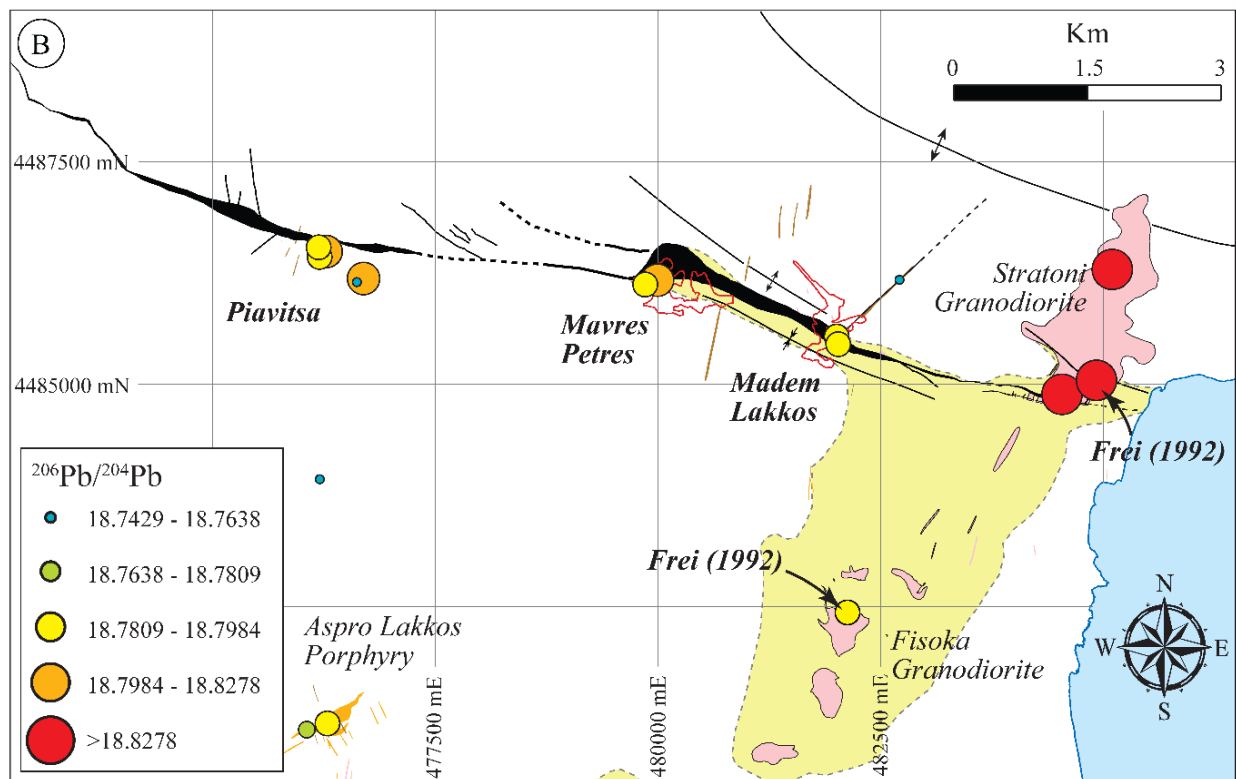 B
Km
0 1.5 3
4487500 mN
Piavitsa
Mavres
Petres
Stratoni
Granodiorite
4485000 mN
Madem
Lakkos
Frei (1992)
206Pb/204Pb
18.7429 - 18.7638
18.7638 - 18.7809
18.7809 - 18.7984
18.7984 - 18.8278
>18.8278
Frei (1992)
Aspro Lakkos
Porphyry
Fisoka
Granodiorite
477500 mE
480000 mE
482500 mE
N
W E
S